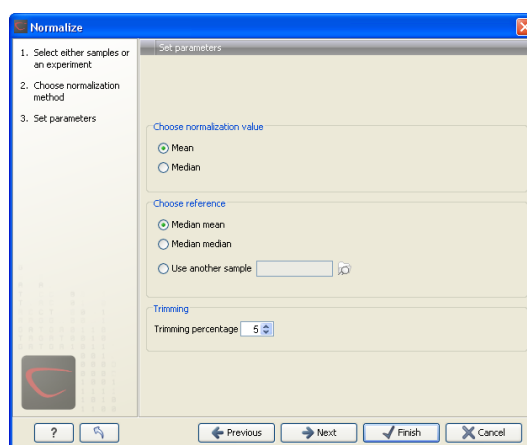 Normalize
1. Select either samples or
an experiment
2. Choose normalization
method
3. Set parameters
Set parameters
Choose normalization value
Mean
Median
Choose reference
Median mean
Median median
Use another sample
Trimming
Trimming percentage 5
? Previous Next Finish Cancel